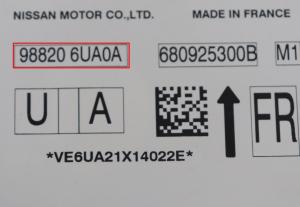 NISSAN MOTOR CO.,LTD. MADE IN FRANCE
98820 6UA0A 680925300B M1
U A FR
*VE6UA21X14022E*